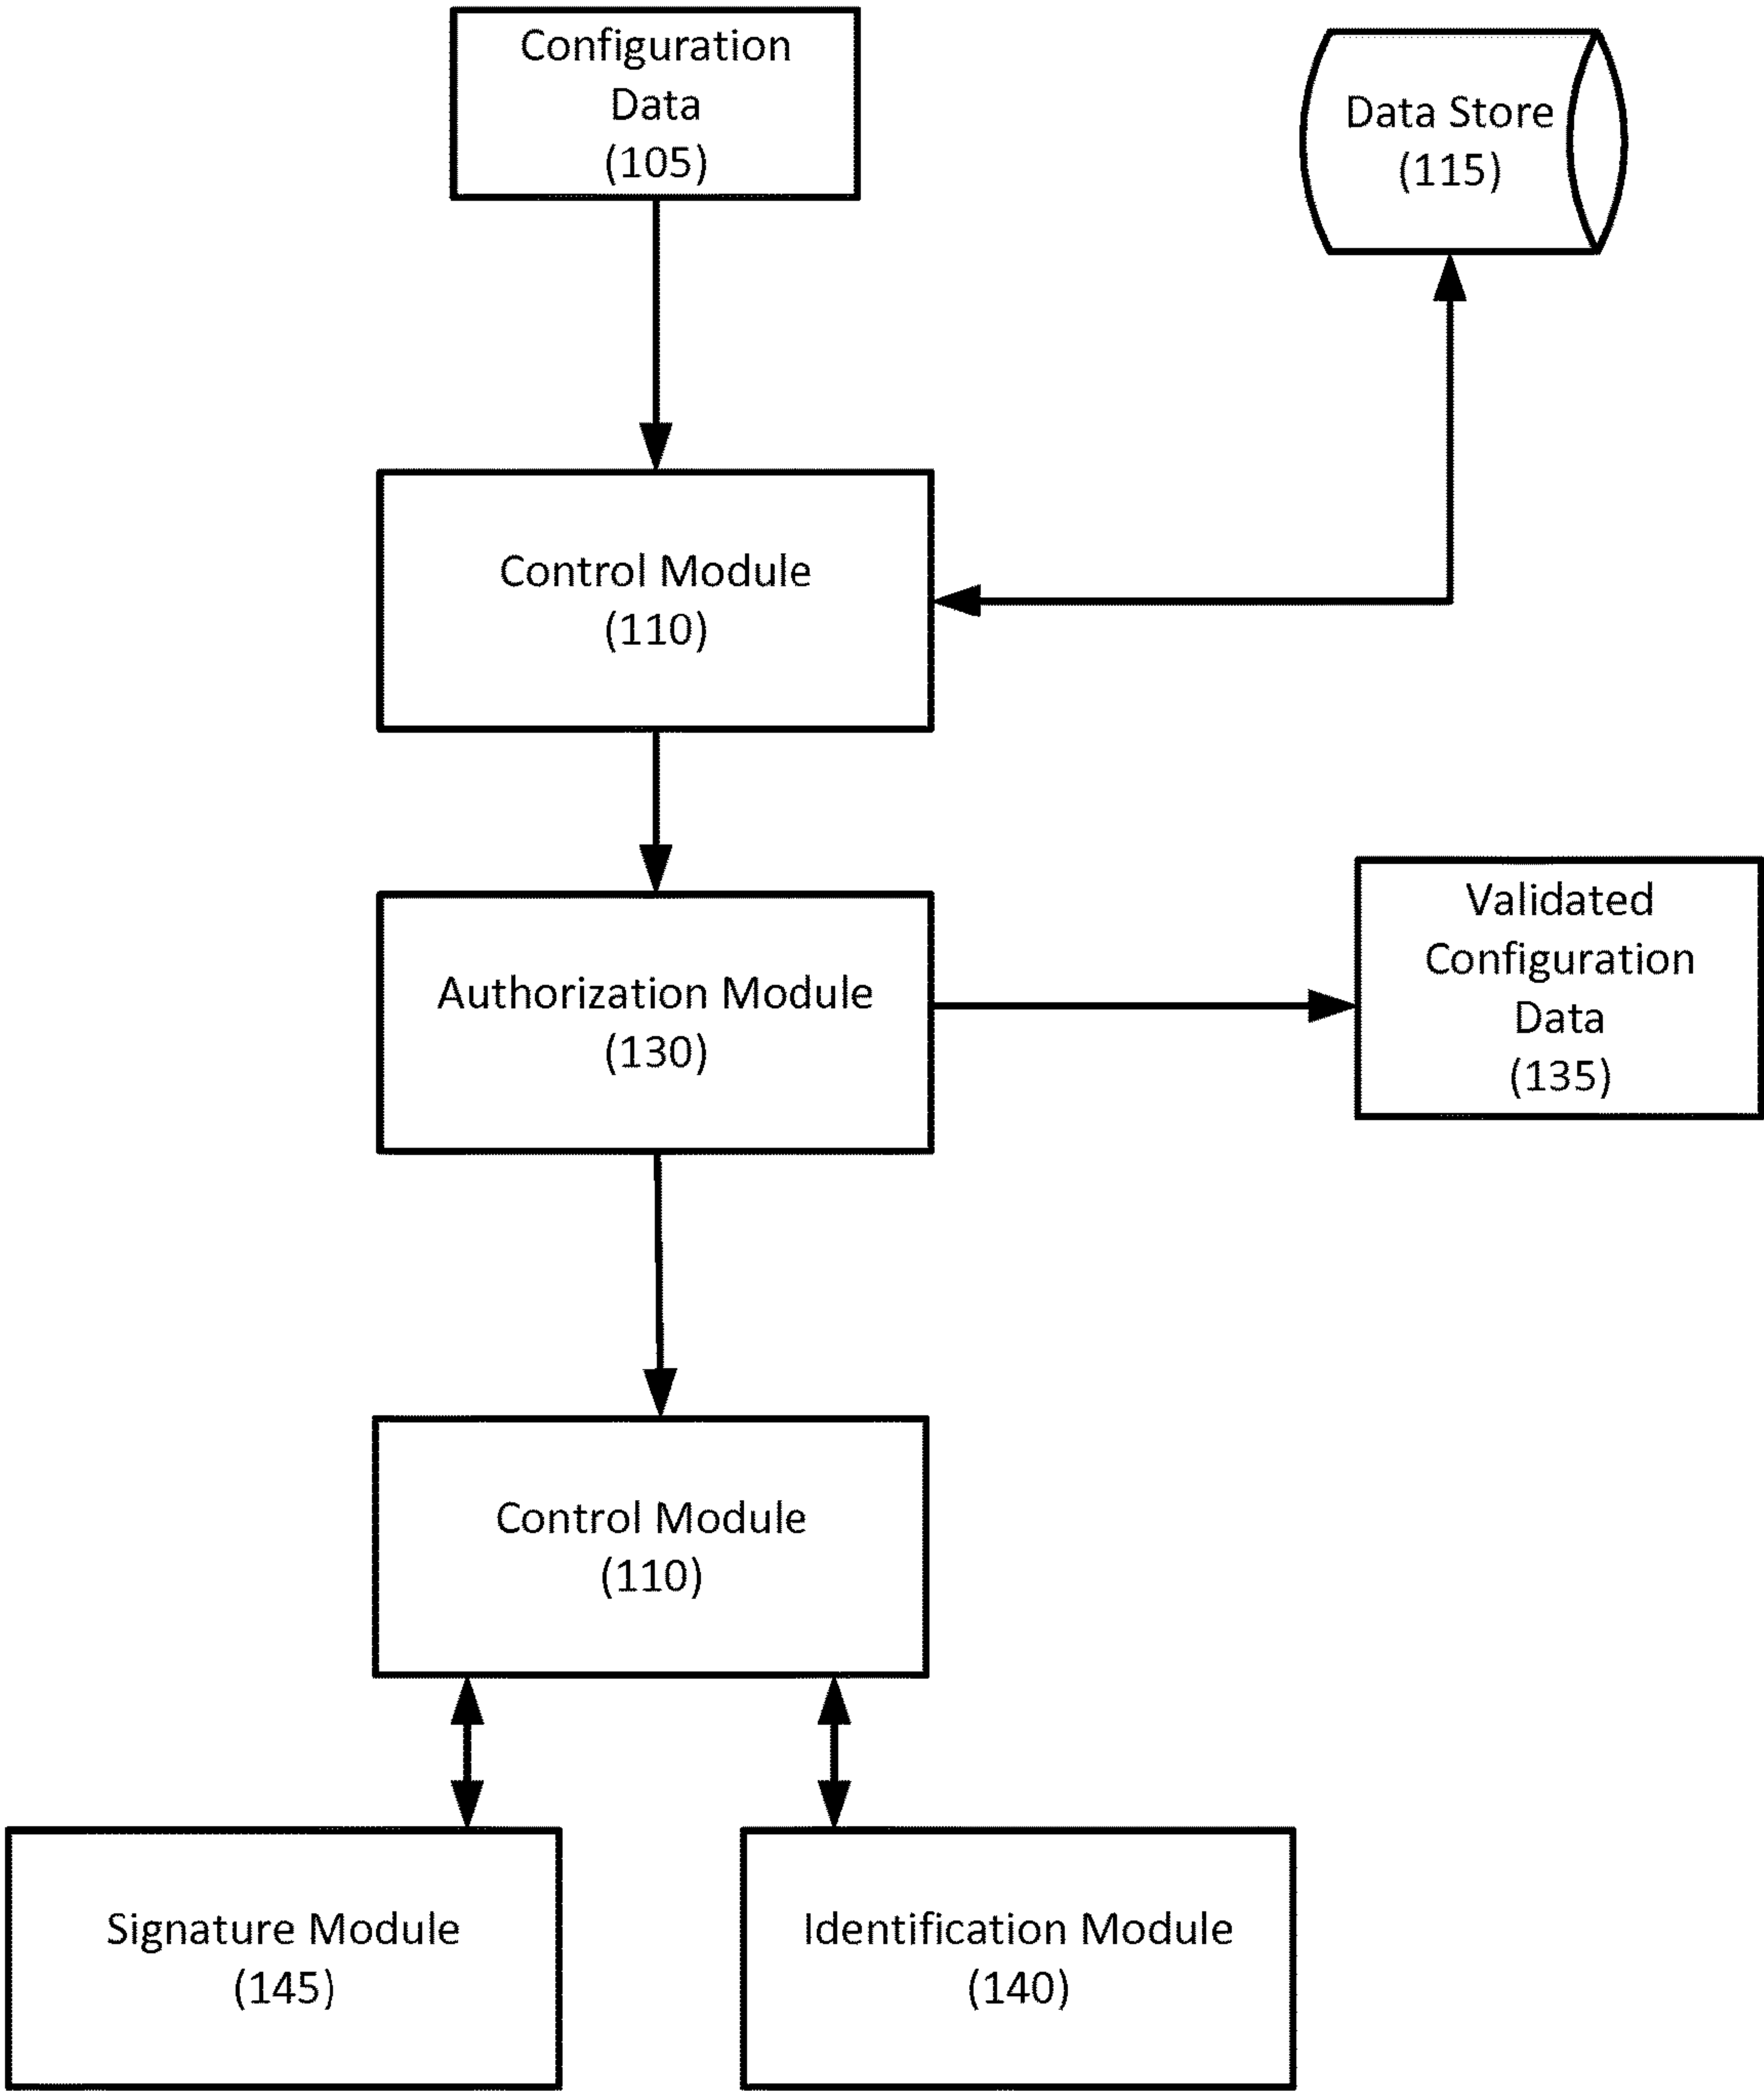 Configuration
Data
(105)
Data Store
(115)
Control Module
(110)
Authorization Module
(130)
Validated
Configuration
Data
(135)
Control Module
(110)
Signature Module
(145)
Identification Module
(140)